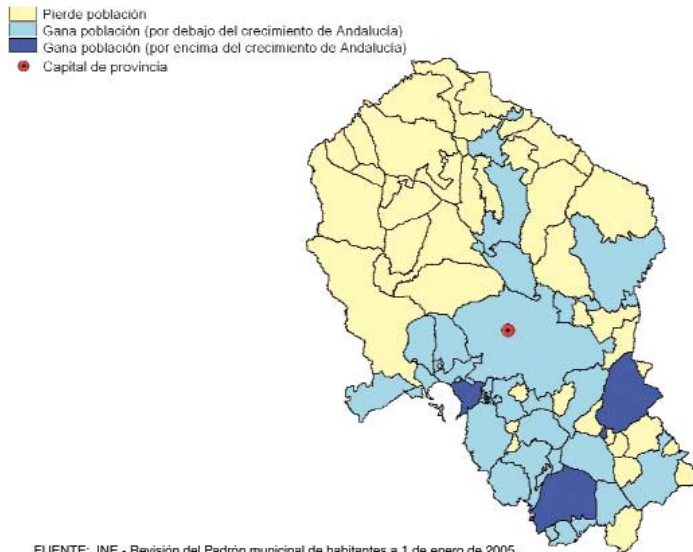 Pierde población
Gana población (por debajo del crecimiento de Andalucía)
Gana población (por encima del crecimiento de Andalucía)
Capital de provincia
FUENTE: INE - Revisión del Padrón municipal de habitantes a 1 de enero de 2005